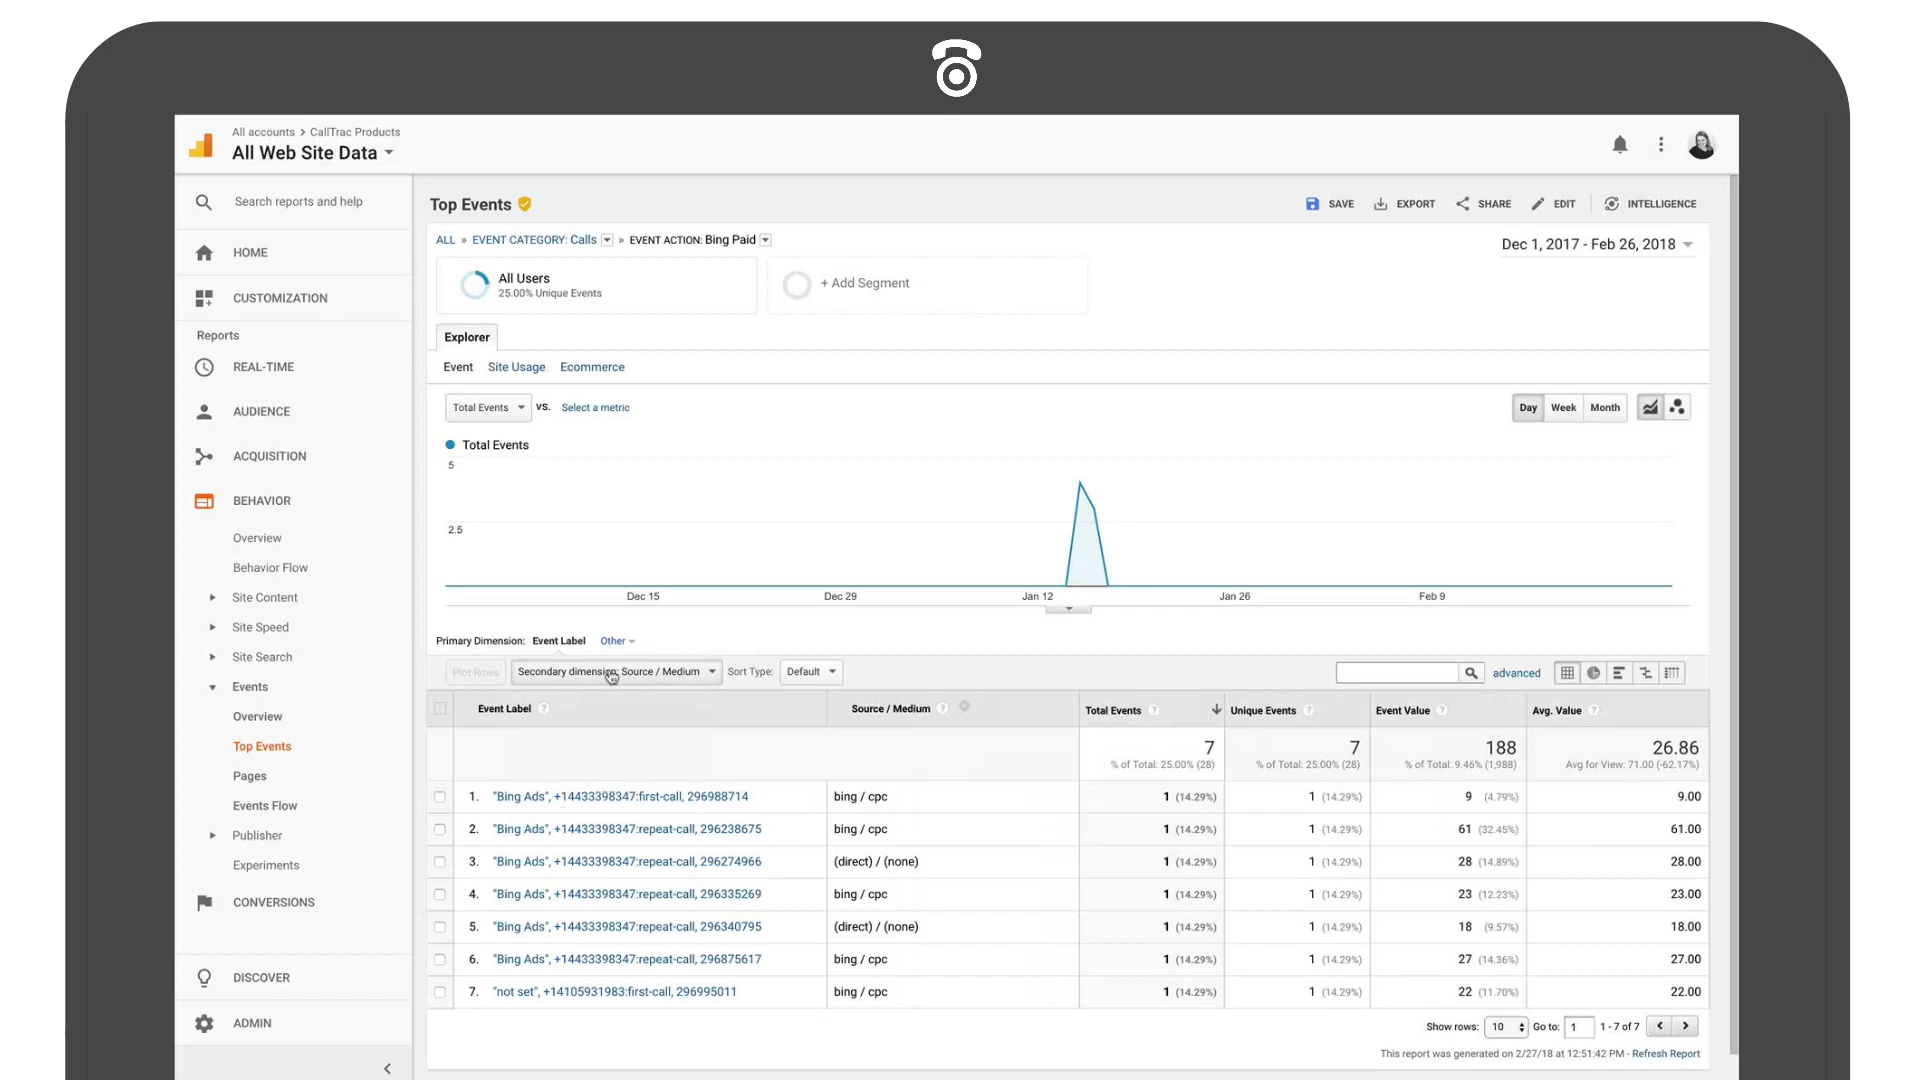 All accounts > CallTrac Products
All Web Site Data
Search reports and help
HOME
CUSTOMIZATION
Reports
REAL-TIME
AUDIENCE
ACQUISITION
BEHAVIOR
Overview
Behavior Flow
Site Content
Site Speed
Site Search
Events
Overview
Top Events
Pages
Events Flow
Publisher
Experiments
CONVERSIONS
DISCOVER
ADMIN
Top Events
SAVE EXPORT SHARE EDIT INTELLIGENCE
ALL » EVENT CATEGORY: Calls » EVENT ACTION: Bing Paid
Dec 1, 2017 - Feb 26, 2018
All Users
25.00% Unique Events
+ Add Segment
Explorer
Event Site Usage Ecommerce
Total Events VS. Select a metric
Day Week Month
Total Events
5
2.5
Dec 15 Dec 29 Jan 12 Jan 26 Feb 9
Primary Dimension: Event Label Other
Plot Rows Secondary dimension: Source / Medium Sort Type: Default advanced
Event Label ? Source / Medium ? Total Events ? Unique Events ? Event Value ? Avg. Value ?
7 7 188 26.86
% of Total: 25.00% (28) % of Total: 25.00% (28) % of Total: 9.46% (1,988) Avg for View: 71.00 (-62.17%)
1. "Bing Ads", +14433398347:first-call, 296988714 bing / cpc 1 (14.29%) 1 (14.29%) 9 (4.79%) 9.00
2. "Bing Ads", +14433398347:repeat-call, 296238675 bing / cpc 1 (14.29%) 1 (14.29%) 61 (32.45%) 61.00
3. "Bing Ads", +14433398347:repeat-call, 296274966 (direct) / (none) 1 (14.29%) 1 (14.29%) 28 (14.89%) 28.00
4. "Bing Ads", +14433398347:repeat-call, 296335269 bing / cpc 1 (14.29%) 1 (14.29%) 23 (12.23%) 23.00
5. "Bing Ads", +14433398347:repeat-call, 296340795 (direct) / (none) 1 (14.29%) 1 (14.29%) 18 (9.57%) 18.00
6. "Bing Ads", +14433398347:repeat-call, 296875617 bing / cpc 1 (14.29%) 1 (14.29%) 27 (14.36%) 27.00
7. "not set", +14105931983:first-call, 296995011 bing / cpc 1 (14.29%) 1 (14.29%) 22 (11.70%) 22.00
Show rows: 10 Go to: 1 1 - 7 of 7
This report was generated on 2/27/18 at 12:51:42 PM - Refresh Report